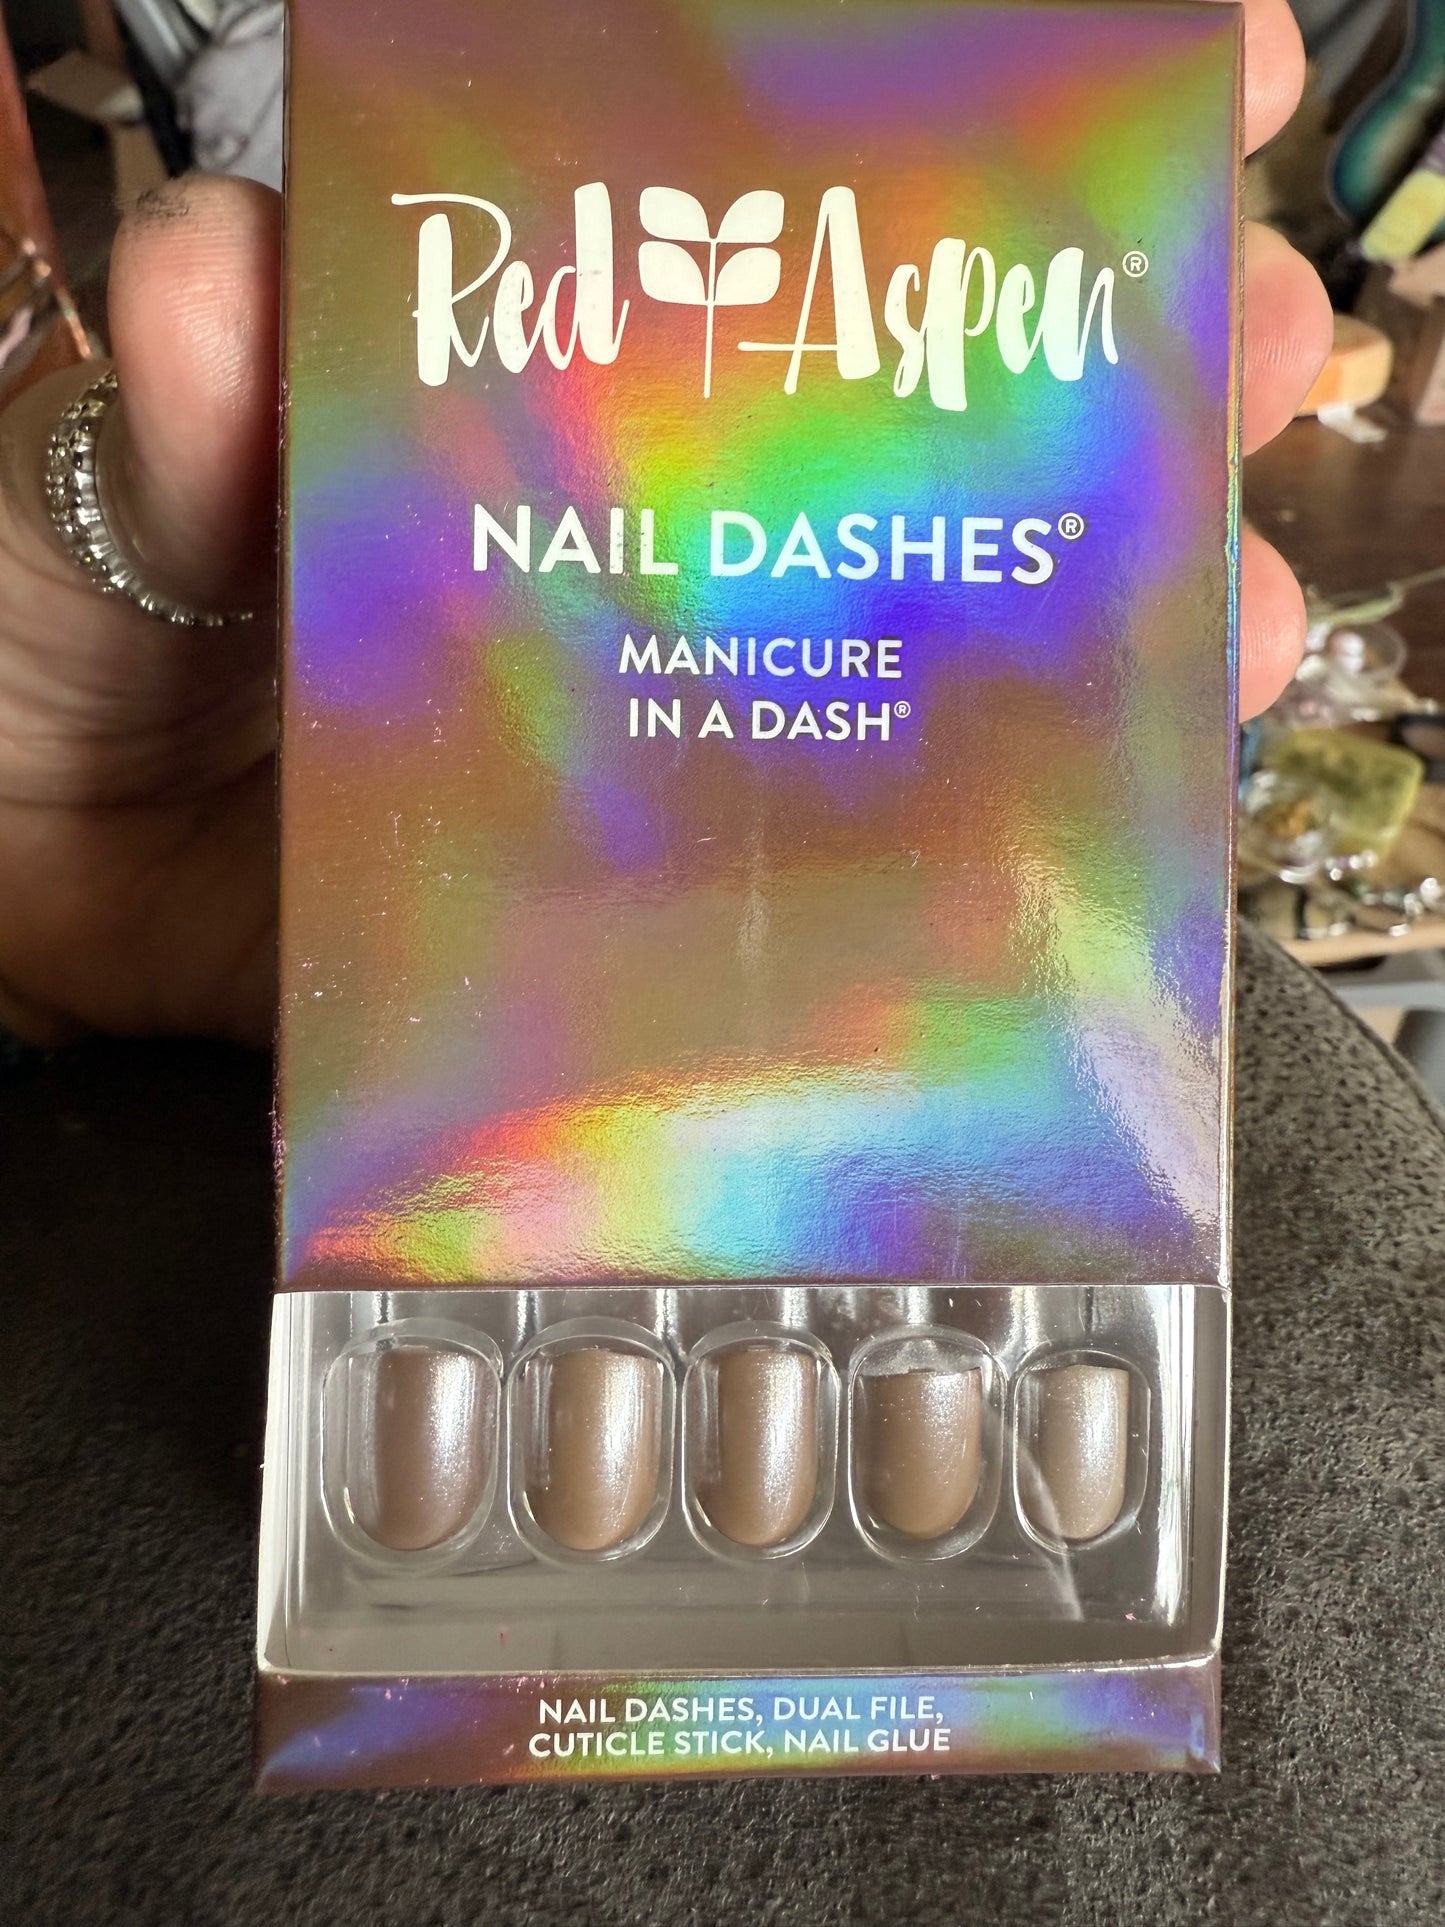 Red Aspen®
NAIL DASHES®
MANICURE
IN A DASH®
NAIL DASHES, DUAL FILE,
CUTICLE STICK, NAIL GLUE